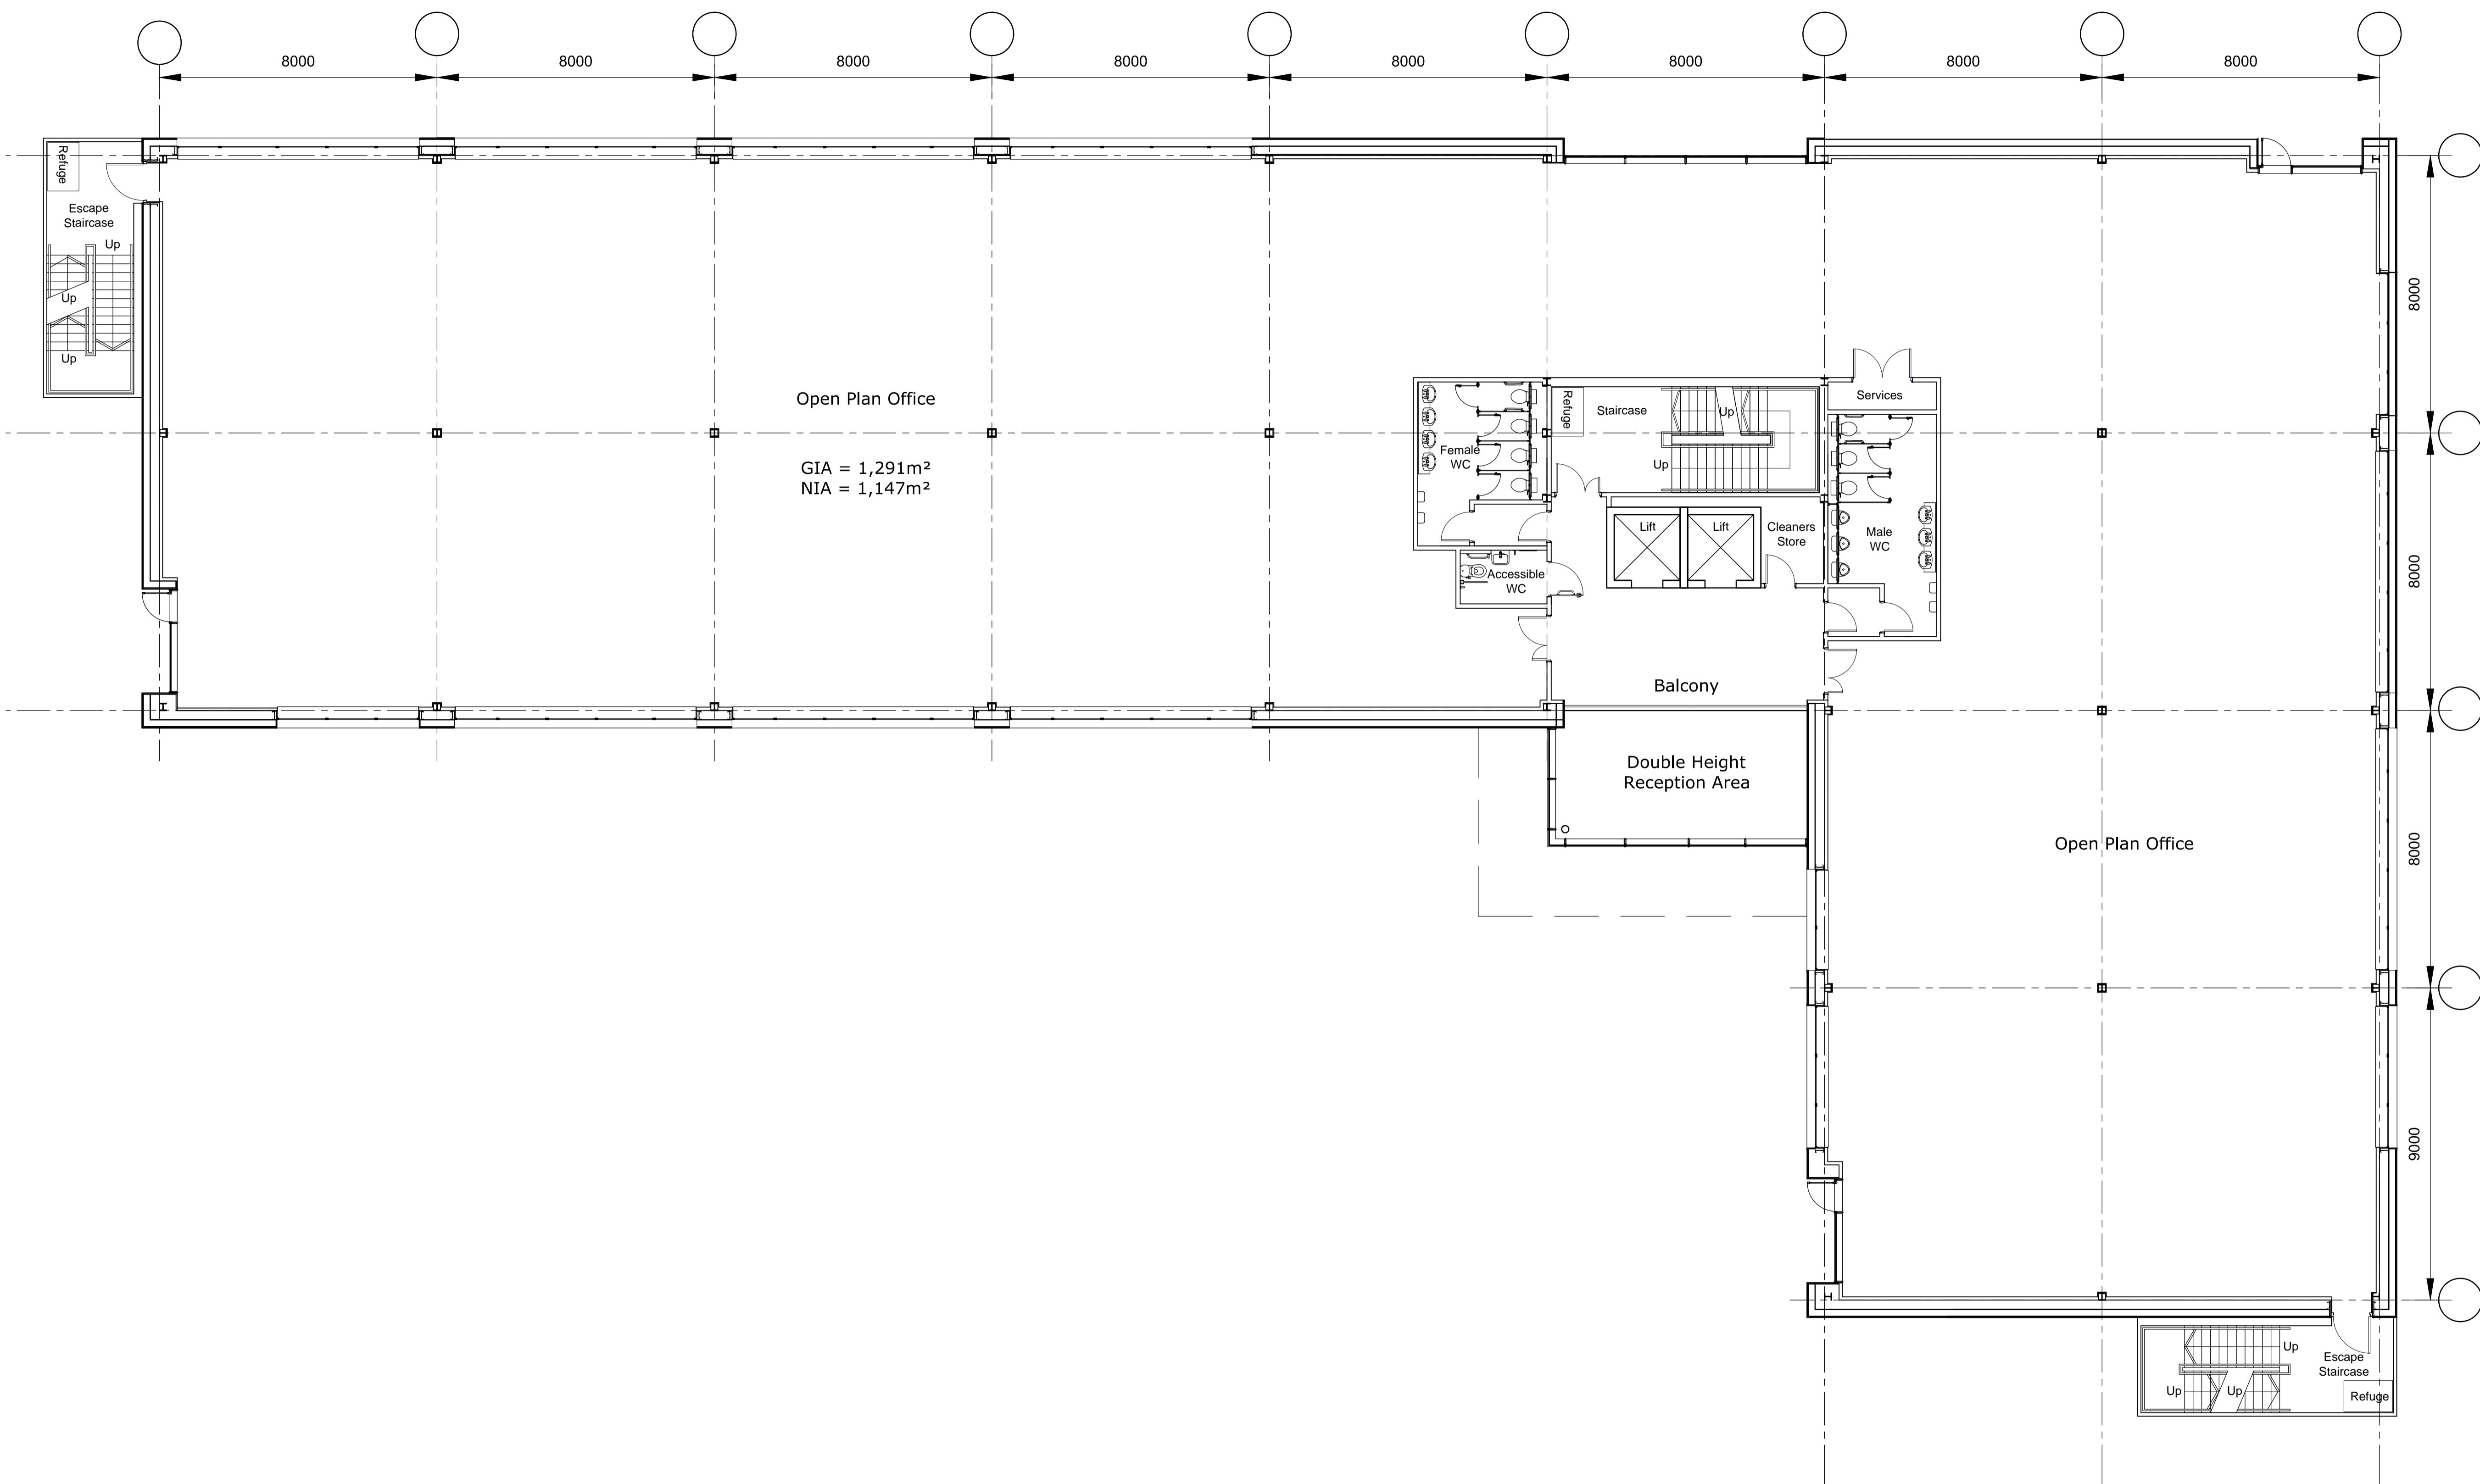 8000
8000
8000
8000
8000
8000
8000
8000
Refuge
Escape
Staircase
Up
Up
Up
Open Plan Office
GIA = 1,291m²
NIA = 1,147m²
Female
WC
Refuge
Staircase
Up
Up
Services
Lift
Lift
Cleaners
Store
Male
WC
Accessible
WC
Balcony
Double Height
Reception Area
Open Plan Office
8000
8000
8000
9000
Up
Escape
Staircase
Up
Up
Refuge